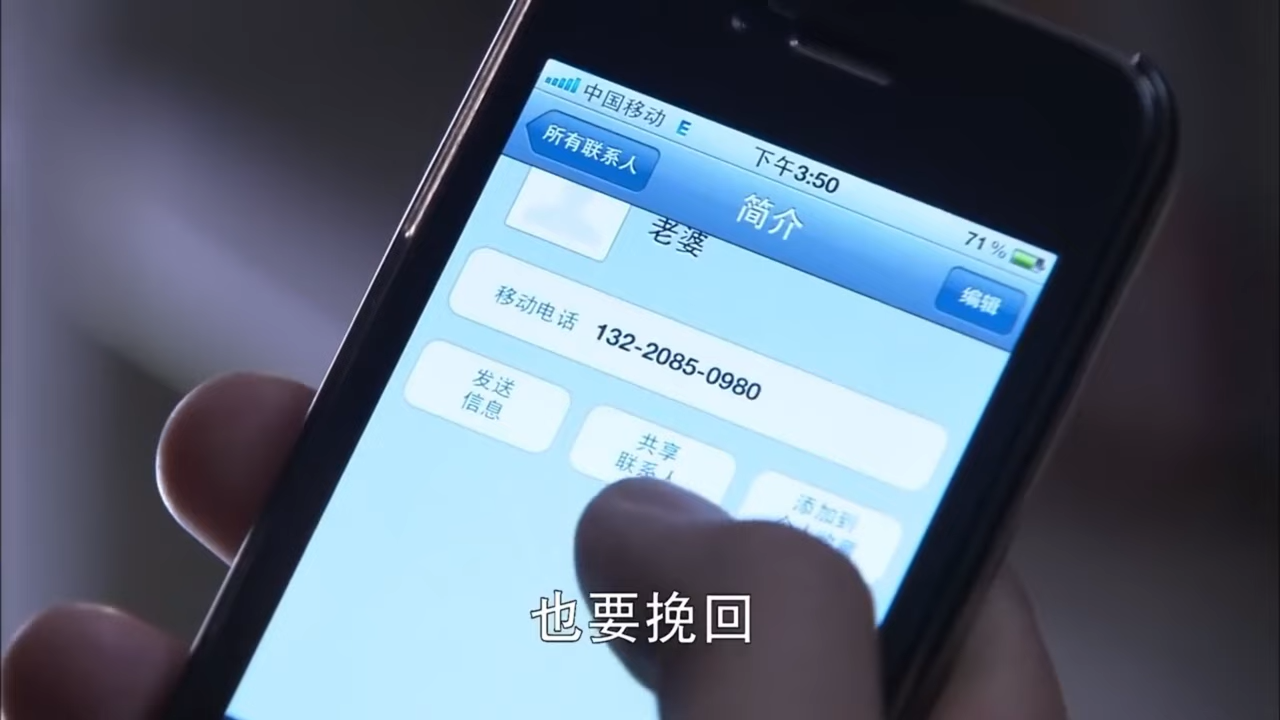 中国移动 E
下午3:50
71%
所有联系人
简介
编辑
老婆
移动电话 132-2085-0980
发送
信息
共享
联系人
添加到
也要挽回